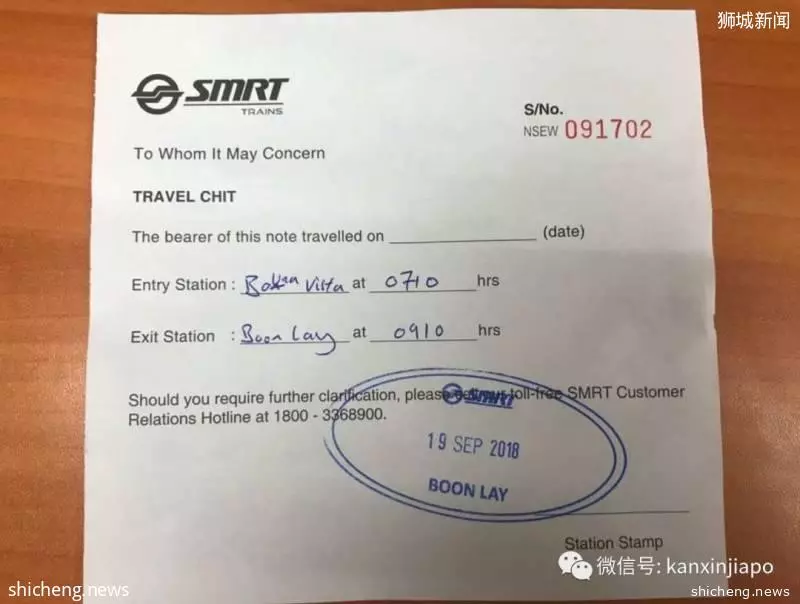 狮城新闻
SMRT
TRAINS
S/No.
NSEW 091702
To Whom It May Concern
TRAVEL CHIT
The bearer of this note travelled on ____________ (date)
Entry Station : Vista at 0710 hrs
Exit Station : Boon Lay at 0910 hrs
Should you require further clarification, please toll-free SMRT Customer
Relations Hotline at 1800 - 3368900.
SMRT
19 SEP 2018
BOON LAY
Station Stamp
微信号: kanxinjiapo
shicheng.news
shicheng.news